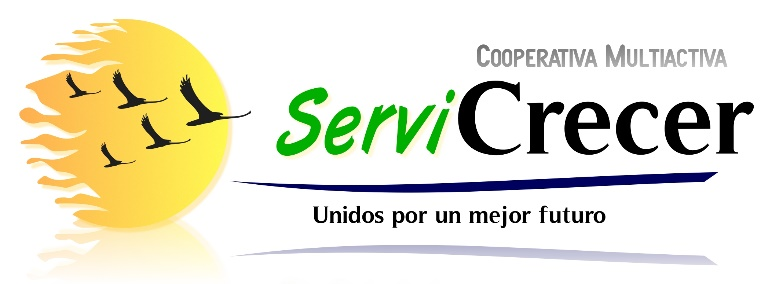 Cooperativa Multiactiva
ServiCrecer
Unidos por un mejor futuro